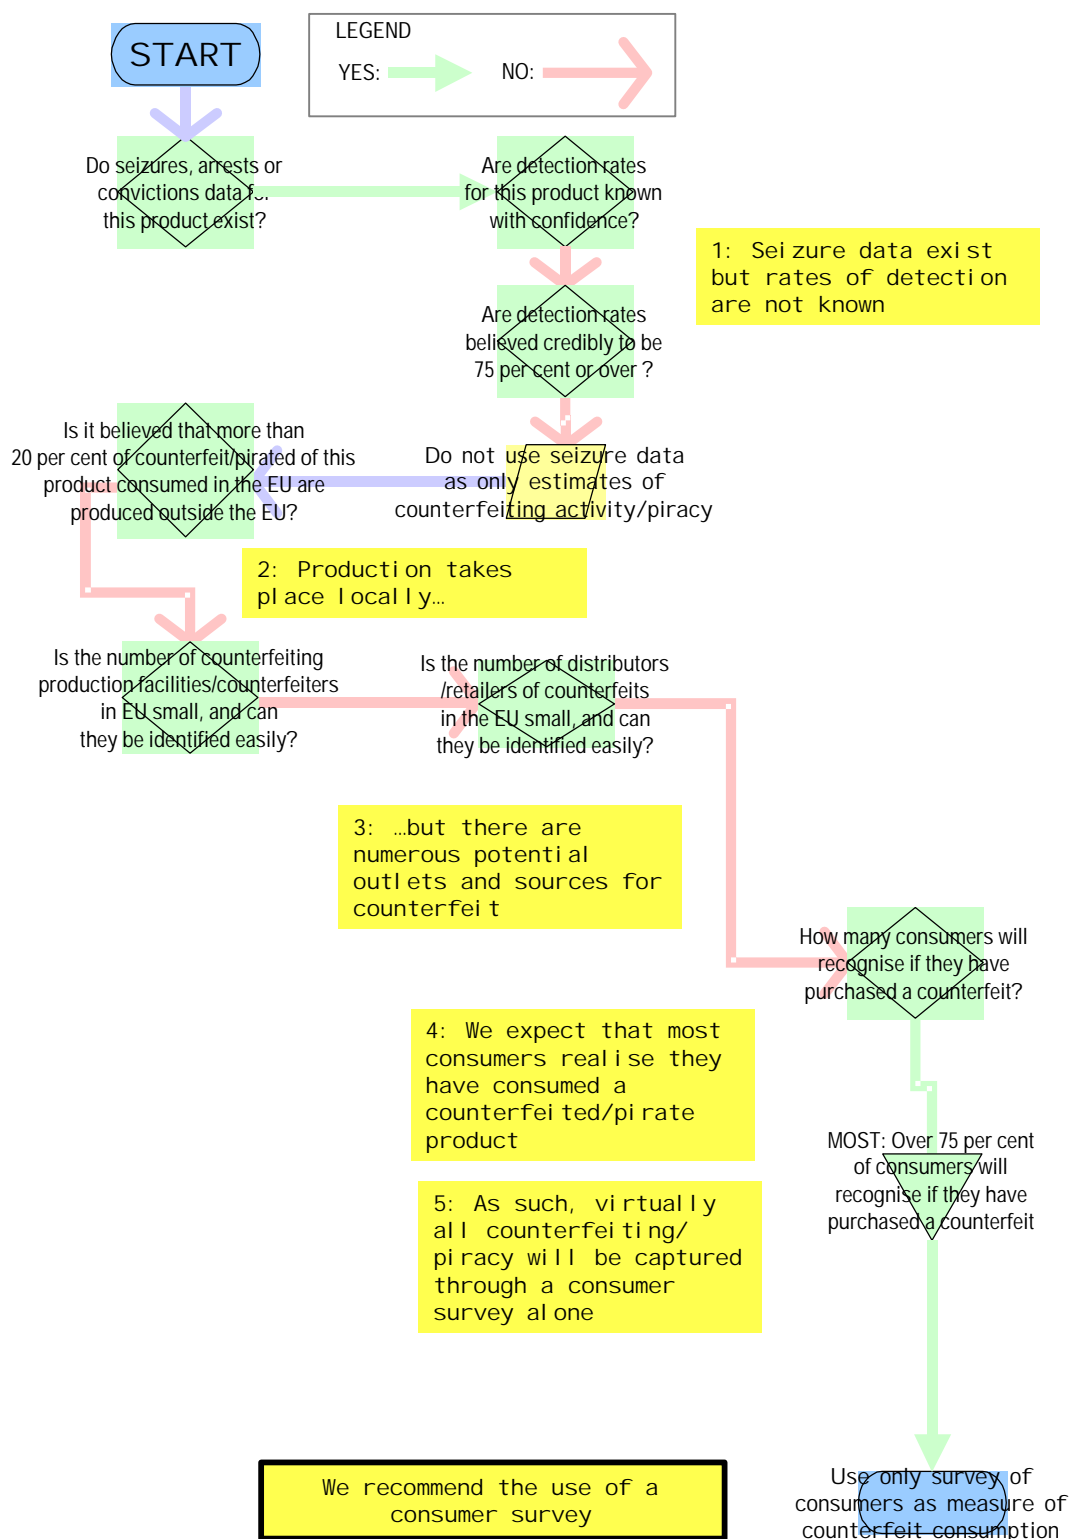 START
LEGEND
YES:
NO:
Do seizures, arrests or
convictions data for
this product exist?
Are detection rates
for this product known
with confidence?
1: Seizure data exist
but rates of detection
are not known
Are detection rates
believed credibly to be
75 per cent or over ?
Is it believed that more than
20 per cent of counterfeit/pirated of this
product consumed in the EU are
produced outside the EU?
Do not use seizure data
as only estimates of
counterfeiting activity/piracy
2: Production takes
place locally…
Is the number of counterfeiting
production facilities/counterfeiters
in EU small, and can
they be identified easily?
Is the number of distributors
/retailers of counterfeits
in the EU small, and can
they be identified easily?
3: …but there are
numerous potential
outlets and sources for
counterfeit
How many consumers will
recognise if they have
purchased a counterfeit?
4: We expect that most
consumers realise they
have consumed a
counterfeited/pirate
product
MOST: Over 75 per cent
of consumers will
recognise if they have
purchased a counterfeit
5: As such, virtually
all counterfeiting/
piracy will be captured
through a consumer
survey alone
We recommend the use of a
consumer survey
Use only survey of
consumers as measure of
counterfeit consumption